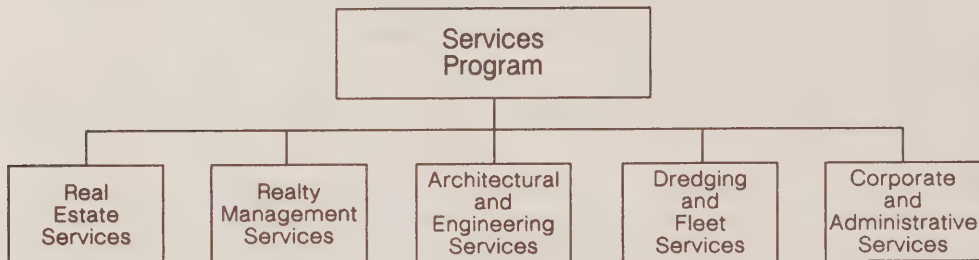 Services
Program
Real
Estate
Services
Realty
Management
Services
Architectural
and
Engineering
Services
Dredging
and
Fleet
Services
Corporate
and
Administrative
Services